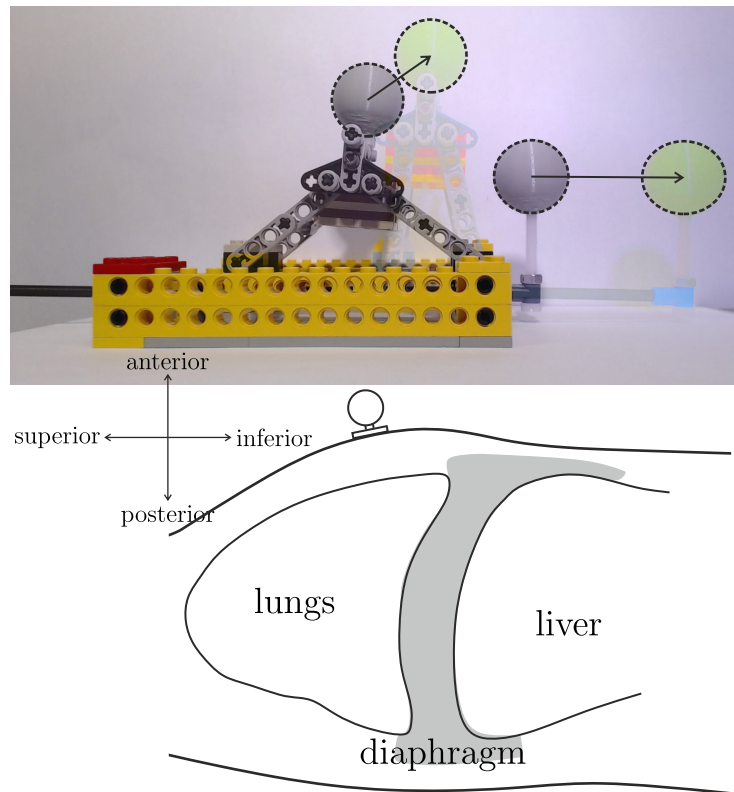 anterior
superior
inferior
posterior
lungs
liver
diaphragm